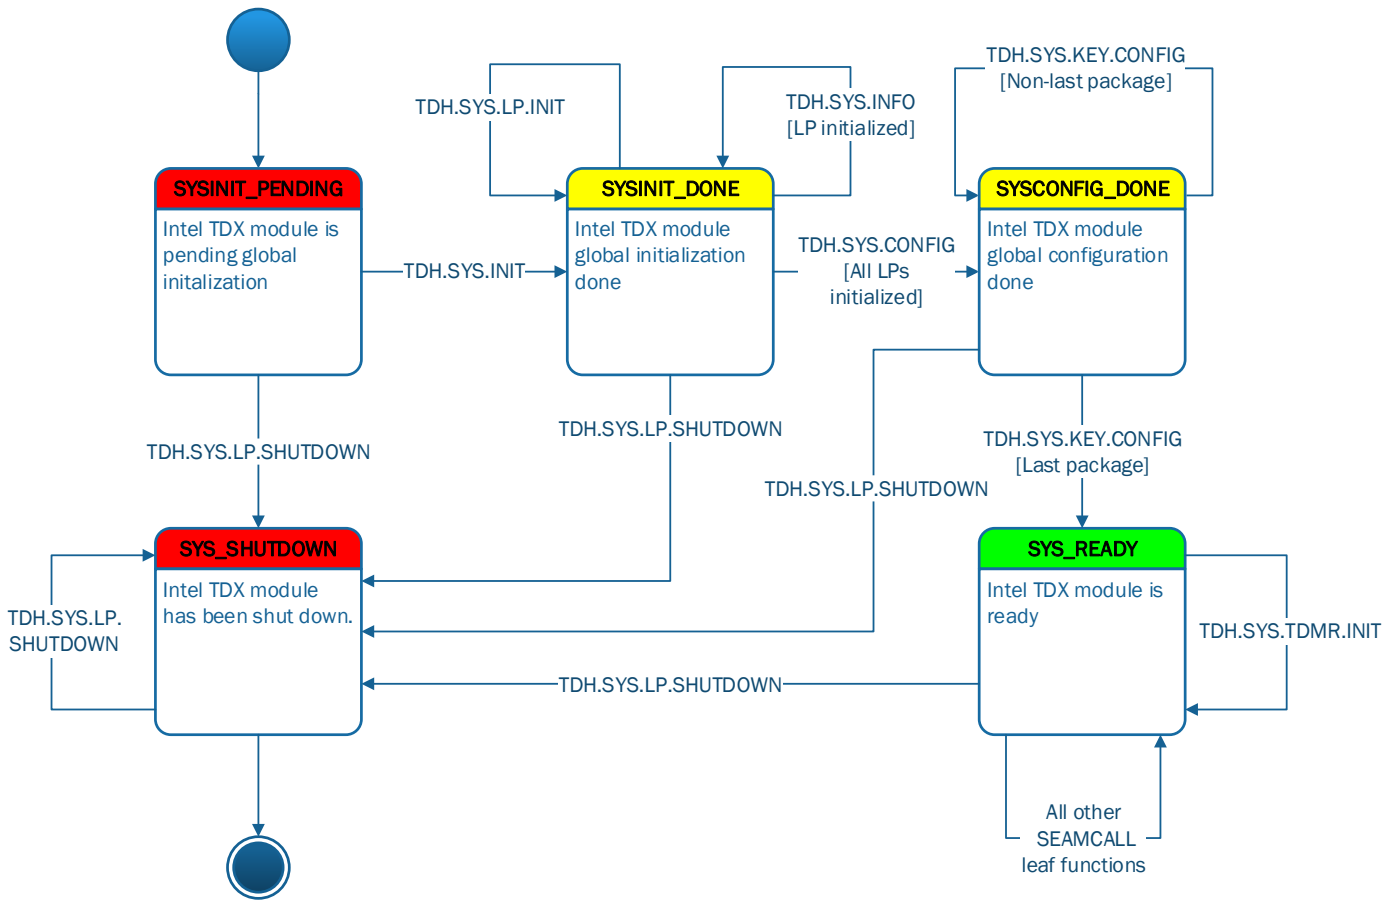 TDH.SYS.KEY.CONFIG
[Non-last package]
TDH.SYS.LP.INIT
TDH.SYS.INFO
[LP initialized]
SYSINIT_PENDING
Intel TDX module is
pending global
initalization
SYSINIT_DONE
Intel TDX module
global initialization
done
SYSCONFIG_DONE
Intel TDX module
global configuration
done
TDH.SYS.INIT
TDH.SYS.CONFIG
[All LPs
initialized]
TDH.SYS.LP.SHUTDOWN
TDH.SYS.LP.SHUTDOWN
TDH.SYS.LP.SHUTDOWN
TDH.SYS.KEY.CONFIG
[Last package]
SYS_SHUTDOWN
Intel TDX module
has been shut down.
SYS_READY
Intel TDX module is
ready
TDH.SYS.LP.
SHUTDOWN
TDH.SYS.TDMR.INIT
TDH.SYS.LP.SHUTDOWN
All other
SEAMCALL
leaf functions